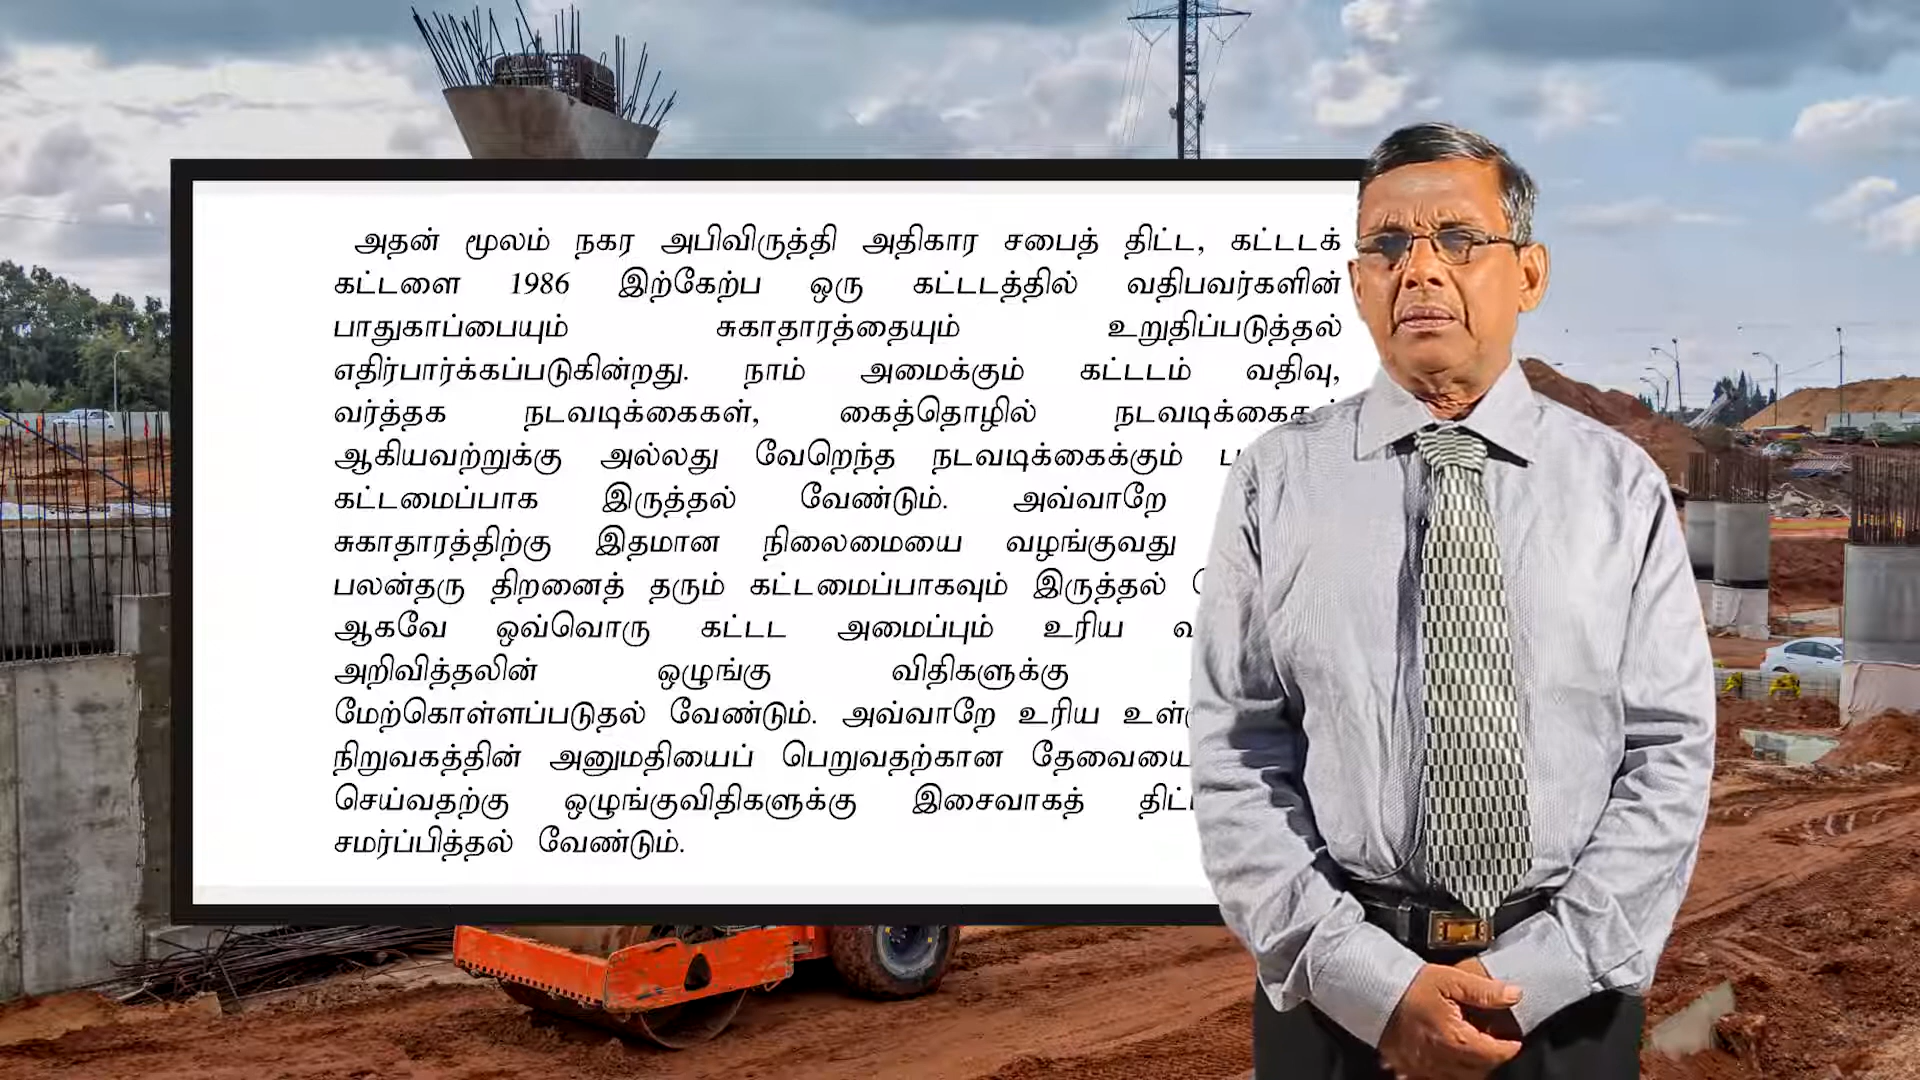 அதன் மூலம் நகர அபிவிருத்தி அதிகார சபைத் திட்ட, கட்டடக்
கட்டளை 1986 இற்கேற்ப ஒரு கட்டடத்தில் வதிபவர்களின்
பாதுகாப்பையும் சுகாதாரத்தையும் உறுதிப்படுத்தல்
எதிர்பார்க்கப்படுகின்றது. நாம் அமைக்கும் கட்டடம் வதிவு,
வர்த்தக நடவடிக்கைகள், கைத்தொழில்
ஆகியவற்றுக்கு அல்லது வேறெந்த நடவடிக்கைக்கும்
கட்டமைப்பாக இருத்தல் வேண்டும். அவ்வாறே
சுகாதாரத்திற்கு இதமான நிலைமையை வழங்குவது
பலன்தரு திறனைத் தரும் கட்டமைப்பாகவும் இருத்தல்
ஆகவே ஒவ்வொரு கட்டட அமைப்பும் உரிய
அறிவித்தலின் ஒழுங்கு விதிகளுக்கு
மேற்கொள்ளப்படுதல் வேண்டும். அவ்வாறே உரிய
நிறுவகத்தின் அனுமதியைப் பெறுவதற்கான
செய்வதற்கு ஒழுங்குவிதிகளுக்கு இசைவாகத்
சமர்ப்பித்தல் வேண்டும்.